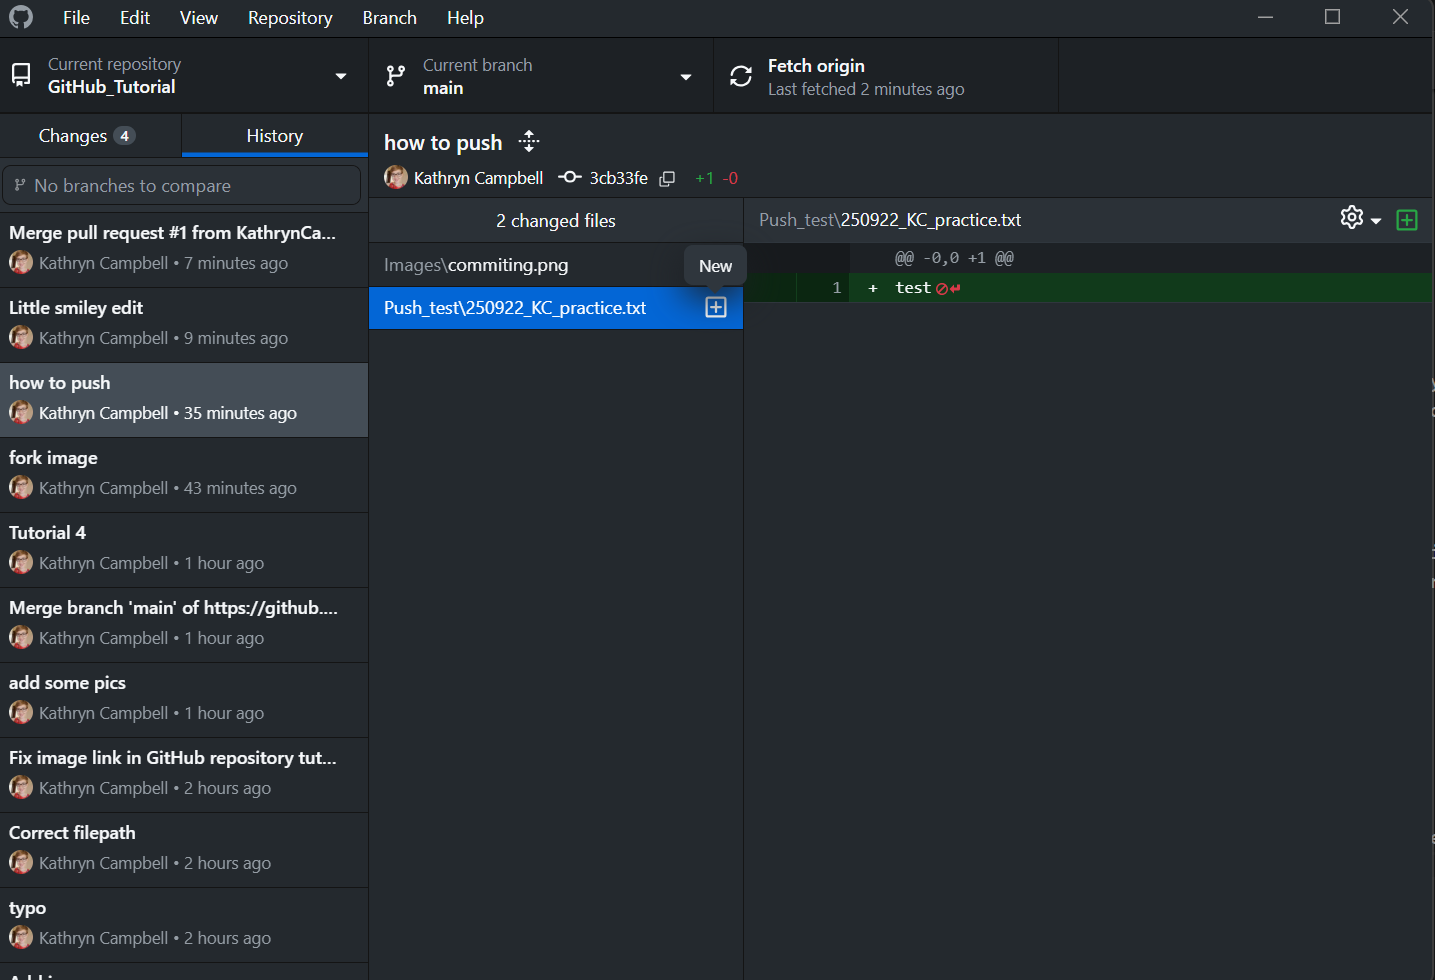 File Edit View Repository Branch Help
Current repository
GitHub_Tutorial
Current branch
main
Fetch origin
Last fetched 2 minutes ago
Changes 4
History
No branches to compare
Merge pull request #1 from KathrynCa...
Kathryn Campbell • 7 minutes ago
Little smiley edit
Kathryn Campbell • 9 minutes ago
how to push
Kathryn Campbell • 35 minutes ago
fork image
Kathryn Campbell • 43 minutes ago
Tutorial 4
Kathryn Campbell • 1 hour ago
Merge branch 'main' of https://github....
Kathryn Campbell • 1 hour ago
add some pics
Kathryn Campbell • 1 hour ago
Fix image link in GitHub repository tut...
Kathryn Campbell • 2 hours ago
Correct filepath
Kathryn Campbell • 2 hours ago
typo
Kathryn Campbell • 2 hours ago
how to push
Kathryn Campbell 3cb33fe +1 -0
2 changed files
Images\commiting.png
New
Push_test\250922_KC_practice.txt
Push_test\250922_KC_practice.txt
@@ -0,0 +1 @@
1 + test